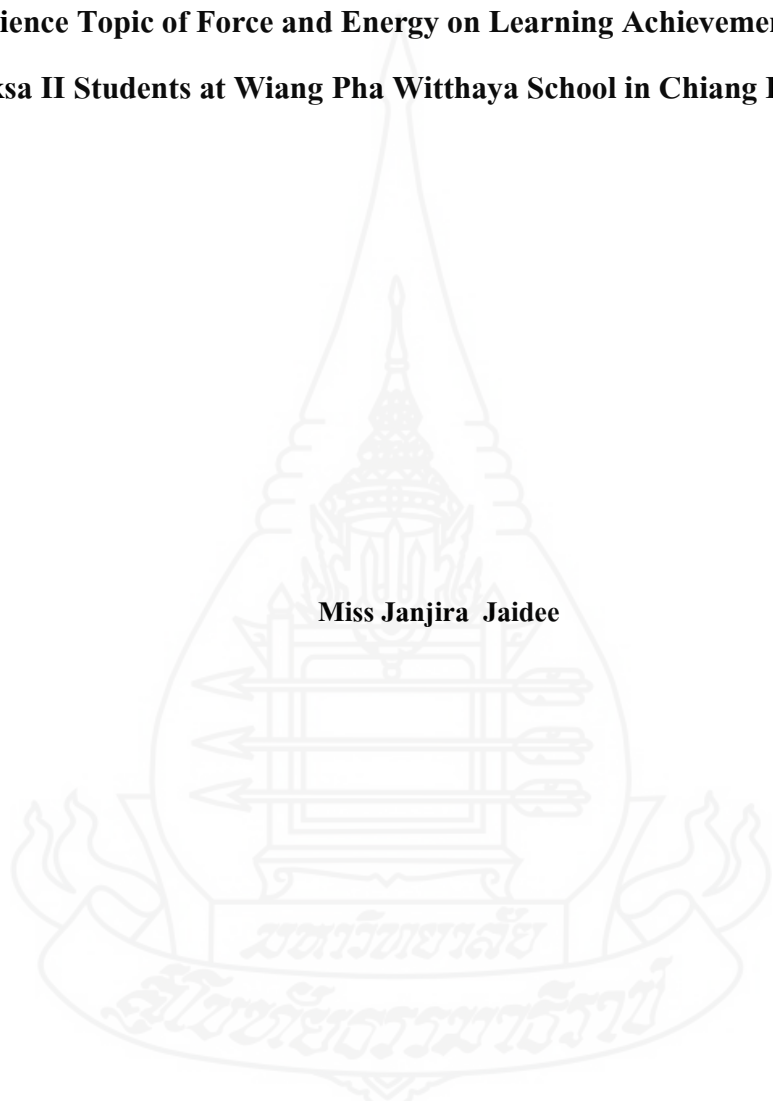 ience Topic of Force and Energy on Learning Achievemen
sa II Students at Wiang Pha Witthaya School in Chiang
Miss Janjira Jaidee
มหาวิทยาลัย
สุโขทัยธรรมาธิราช